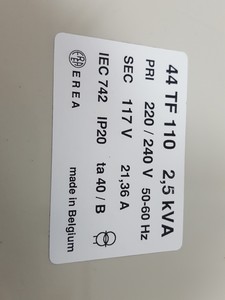 44 TF 110 2,5 kVA
PRI 220 / 240 V 50-60 Hz
SEC 117 V 21,36 A
IEC 742 IP20 ta 40 / B
EREA made in Belgium